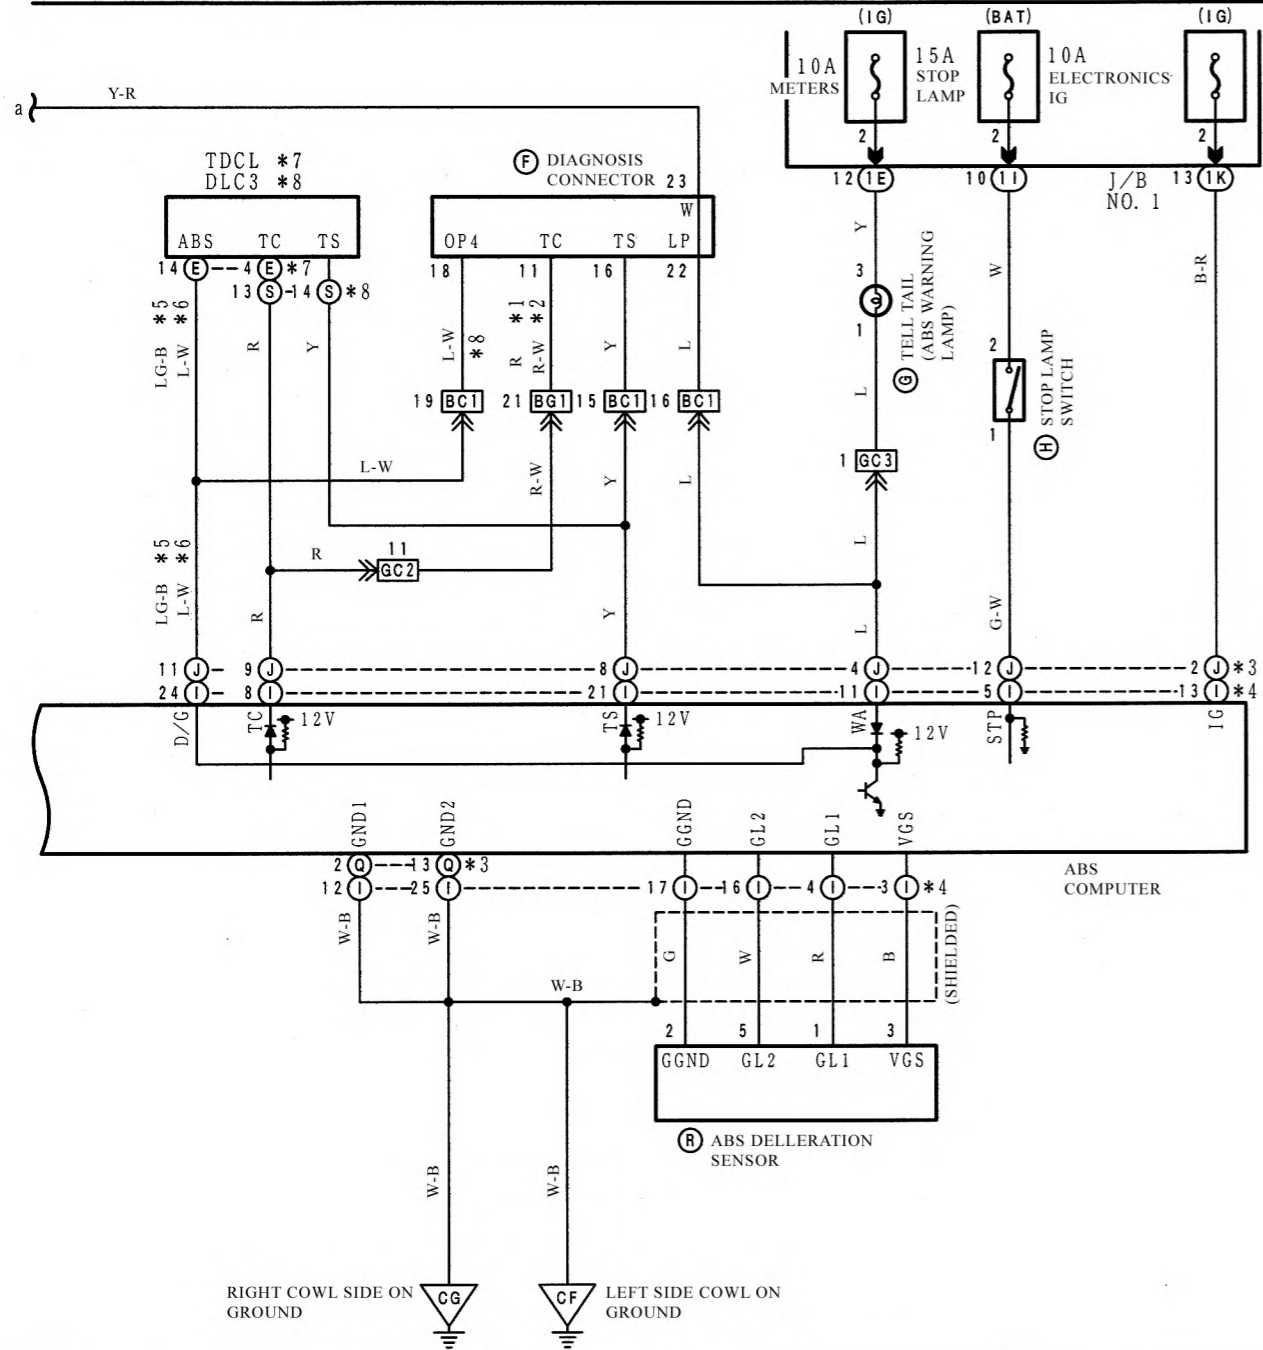 (IG) (BAT) (IG)
10A METERS
15A STOP LAMP
10A ELECTRONICS IG
2 2 2
12 1E 10 1I 13 1K
J/B NO. 1
a Y-R
TDCL *7
DLC3 *8
F DIAGNOSIS CONNECTOR 23
W
ABS TC TS
OP4 TC TS LP
14 E 4 E *7
13 S 14 S *8
18 11 16 22
Y W B-R
3
1
G TELL TAIL (ABS WARNING LAMP)
2
1
H STOP LAMP SWITCH
LG-B *5
L-W *6
R Y
L-W *8
R *1
R-W *2
Y L L
19 BC1 21 BG1 15 BC1 16 BC1
1 GC3
L-W R-W Y L
R 11 GC2
LG-B *5
L-W *6
R Y L L G-W
11 J 9 J 8 J 4 J 12 J 2 J *3
24 I 8 I 21 I 11 I 5 I 13 I *4
D/G TC 12V TS 12V WA 12V STP IG
GND1 GND2 GGND GL2 GL1 VGS
2 Q 13 Q *3
12 I 25 I 17 I 16 I 4 I 3 I *4
ABS COMPUTER
W-B W-B
G W R B (SHIELDED)
W-B
2 5 1 3
GGND GL2 GL1 VGS
R ABS DELLERATION SENSOR
W-B W-B
RIGHT COWL SIDE ON GROUND
CG
CF
LEFT SIDE COWL ON GROUND